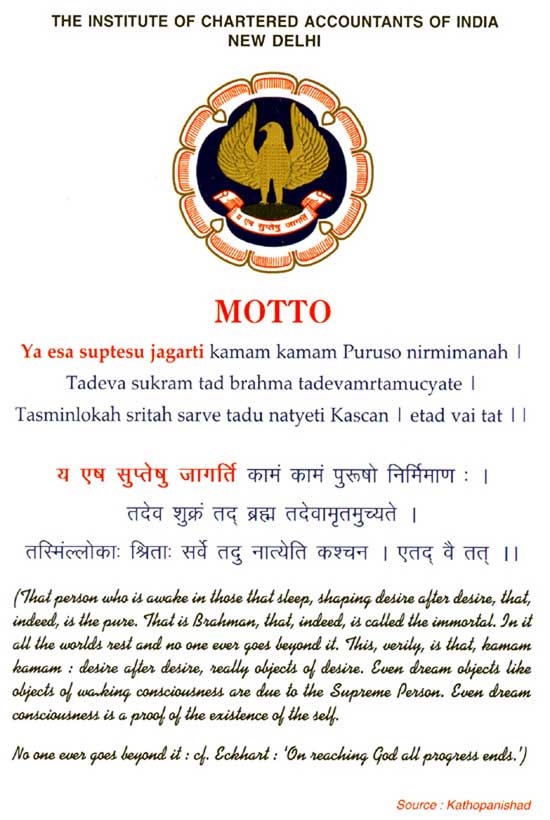 THE INSTITUTE OF CHARTERED ACCOUNTANTS OF INDIA
NEW DELHI
य एष सुप्तेषु जागर्ति
MOTTO
Ya esa suptesu jagarti kamam kamam Puruso nirmimanah |
Tadeva sukram tad brahma tadevamrtamucyate |
Tasminlokah sritah sarve tadu natyeti Kascan | etad vai tat ||
य एष सुप्तेषु जागर्ति कामं कामं पुरूषो निर्मिमाण ः ।
तदेव शुक्रं तद् ब्रह्म तदेवामृतमुच्यते ।
तस्मिंल्लोकाः श्रिताः सर्वे तदु नात्येति कश्चन । एतद् वै तत् ।।
(That person who is awake in those that sleep, shaping desire after desire, that,
indeed, is the pure. That is Brahman, that, indeed, is called the immortal. In it
all the worlds rest and no one ever goes beyond it. This, verily, is that, kamam
kamam : desire after desire, really objects of desire. Even dream objects like
objects of waking consciousness are due to the Supreme Person. Even dream
consciousness is a proof of the existence of the self.
No one ever goes beyond it : cf. Eckhart : 'On reaching God all progress ends.')
Source : Kathopanishad